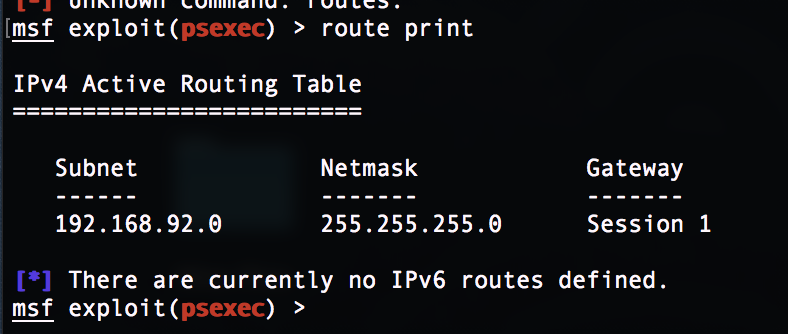 [-] Unknown command: routes.
msf exploit(psexec) > route print
IPv4 Active Routing Table
=========================
Subnet Netmask Gateway
------ ------- -------
192.168.92.0 255.255.255.0 Session 1
[*] There are currently no IPv6 routes defined.
msf exploit(psexec) >